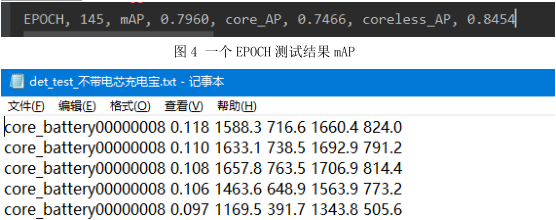 EPOCH, 145, mAP, 0.7960, core_AP, 0.7466, coreless_AP, 0.8454
图 4 一个 EPOCH 测试结果 mAP
det_test_不带电芯充电宝.txt - 记事本
文件(F) 编辑(E) 格式(O) 查看(V) 帮助(H)
core_battery00000008 0.118 1588.3 716.6 1660.4 824.0
core_battery00000008 0.110 1633.1 738.5 1692.9 791.2
core_battery00000008 0.108 1657.8 763.5 1706.9 814.4
core_battery00000008 0.106 1463.6 648.9 1563.9 773.2
core_battery00000008 0.097 1169.5 391.7 1343.8 505.6